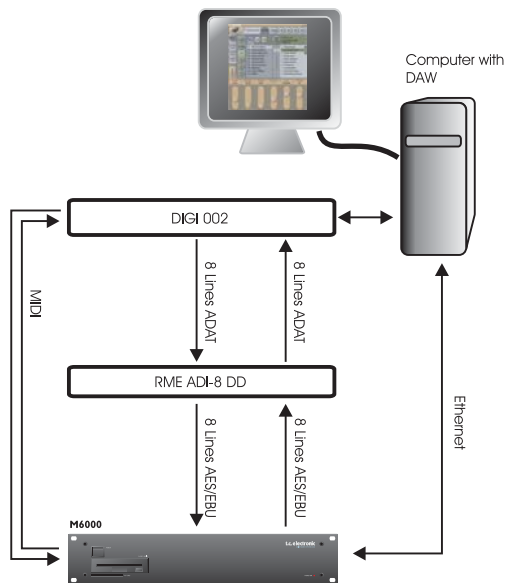 Computer with
DAW
DIGI 002
MIDI
8 Lines ADAT
8 Lines ADAT
RME ADI-8 DD
Ethernet
8 Lines AES/EBU
8 Lines AES/EBU
M6000
t.c. electronic